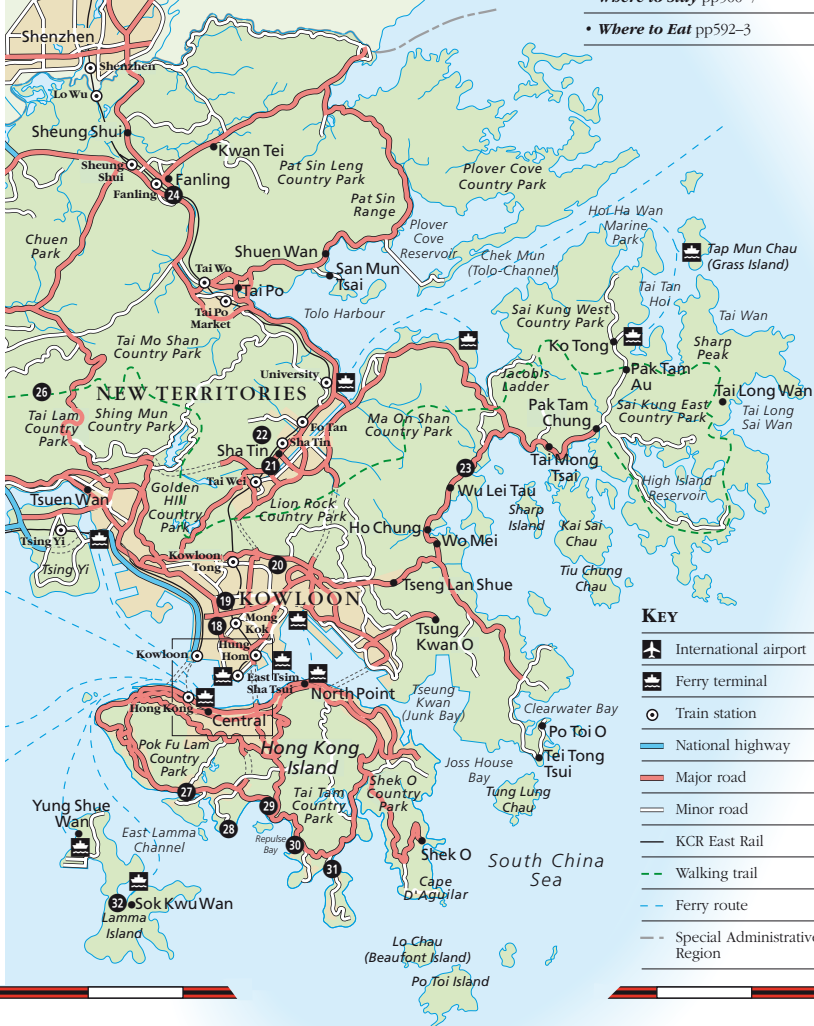 • Where to Eat pp592–3
Shenzhen
Shenzhen
Lo Wu
Sheung Shui
Kwan Tei
Sheung
Shui
Fanling
Fanling
24
Pat Sin Leng
Country Park
Pat Sin
Range
Plover Cove
Country Park
Plover
Cove
Reservoir
Hoi Ha Wan
Marine
Park
Chuen
Park
Shuen Wan
San Mun
Tsai
Chek Mun
(Tolo-Channel)
Tap Mun Chau
(Grass Island)
Tai Wo
Tai Po
Tai Po
Market
Tolo Harbour
Tai Tan
Hoi
Tai Wan
Sai Kung West
Country Park
Ko Tong
Sharp
Peak
Tai Mo Shan
Country Park
University
Jacob's
Ladder
Pak Tam
Au
26
NEW TERRITORIES
Tai Long Wan
Tai Lam
Country
Park
Shing Mun
Country Park
Fo Tan
Ma On Shan
Country Park
Pak Tam
Chung
Sai Kung East
Country Park
Tai Long
Sai Wan
22
Sha Tin
Sha Tin
21
Tai Wei
23
Tai Mong
Tsai
High Island
Reservoir
Tsuen Wan
Golden
Hill
Country
Park
Lion Rock
Country Park
Wu Lei Tau
Sharp
Island
Kai Sai
Chau
Ho Chung
Wo Mei
Tsing Yi
Tsing Yi
Kowloon
Tong
20
Tiu Chung
Chau
Tseng Lan Shue
19
KOWLOON
18
Mong
Kok
Tsung
Kwan O
Hung
Hom
Kowloon
East Tsim
Sha Tsui
North Point
Hong Kong
Central
Tseung
Kwan
(Junk Bay)
Clearwater Bay
Po Toi O
Pok Fu Lam
Country
Park
Hong Kong
Island
Joss House
Bay
Tei Tong
Tsui
Tung Lung
Chau
27
29
Tai Tam
Country
Park
Shek O
Country
Park
Yung Shue
Wan
East Lamma
Channel
28
Repulse
Bay
30
31
Shek O
South China
Sea
Cape
D'Aguilar
32
Sok Kwu Wan
Lamma
Island
Lo Chau
(Beaufont Island)
Po Toi Island
KEY
International airport
Ferry terminal
Train station
National highway
Major road
Minor road
KCR East Rail
Walking trail
Ferry route
Special Administrative
Region